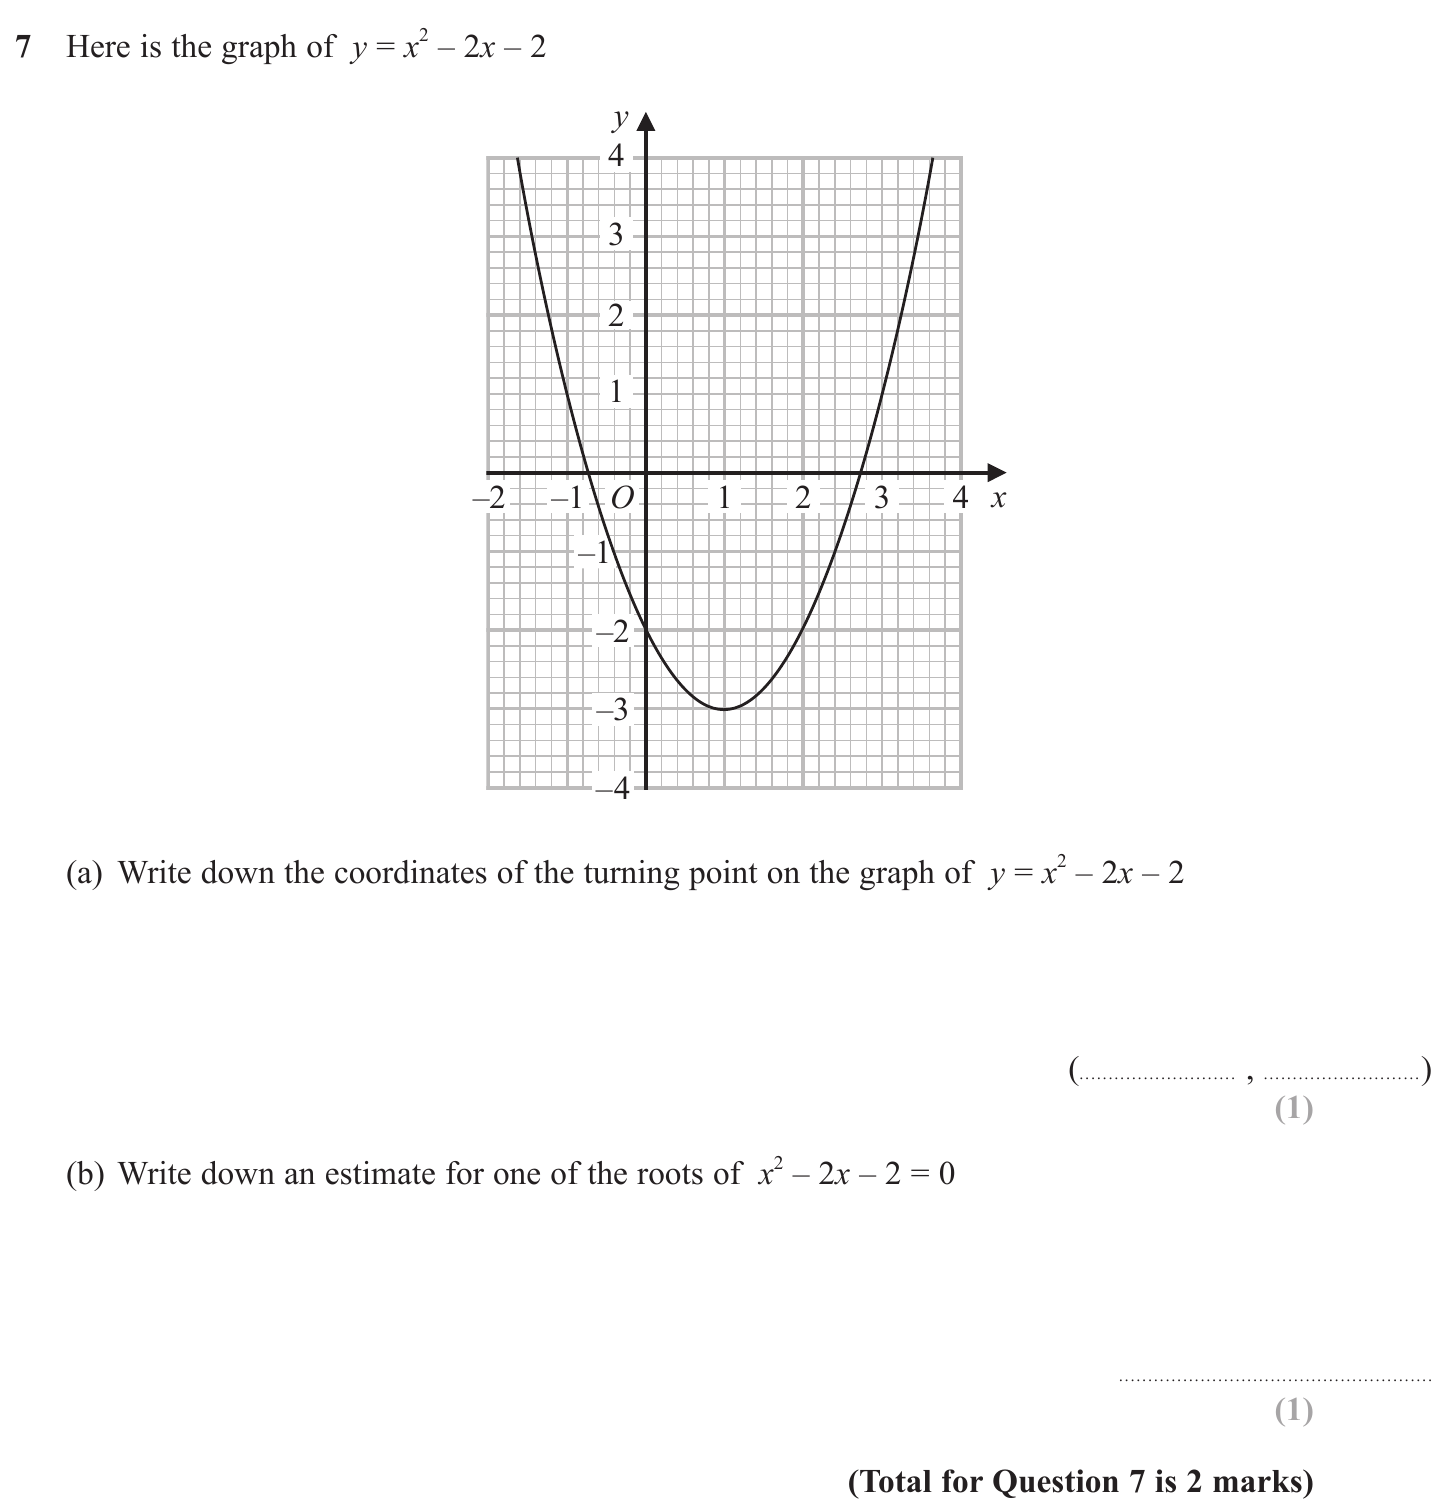 7 Here is the graph of y = x² – 2x – 2
y
4
3
2
1
–2 –1 O 1 2 3 4 x
–1
–2
–3
–4
(a) Write down the coordinates of the turning point on the graph of y = x² – 2x – 2
(.......................... , ..........................)
(1)
(b) Write down an estimate for one of the roots of x² – 2x – 2 = 0
......................................................
(1)
(Total for Question 7 is 2 marks)